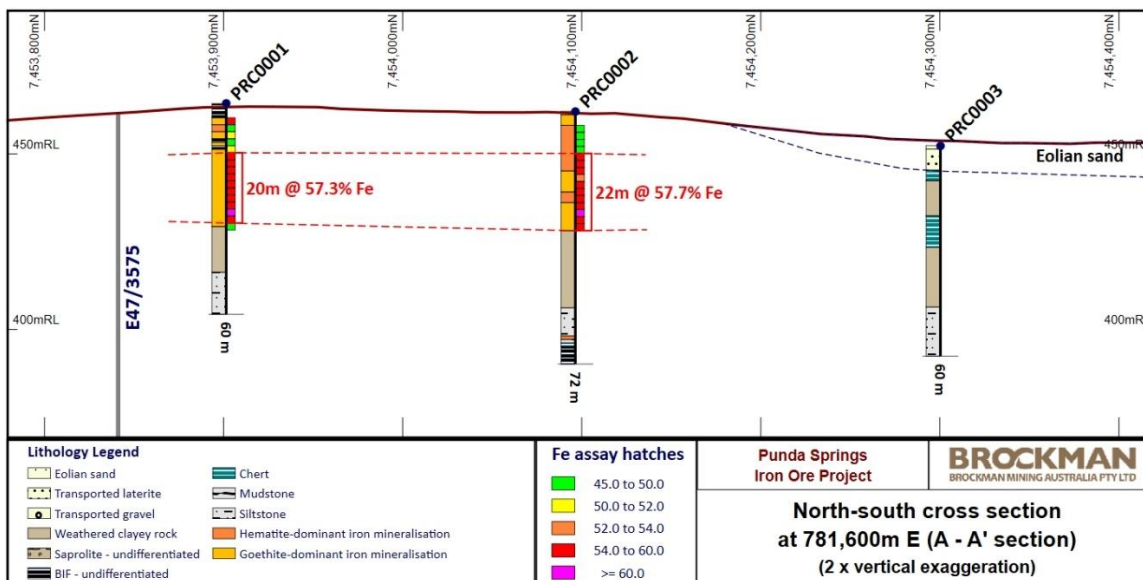 7,453,800mN
7,453,900mN
7,454,000mN
7,454,100mN
7,454,200mN
7,454,300mN
7,454,400mN
PRC0001
PRC0002
PRC0003
450mRL
450mRL
Eolian sand
20m @ 57.3% Fe
22m @ 57.7% Fe
E47/3575
400mRL
400mRL
60 m
72 m
60 m
Lithology Legend
Eolian sand
Transported laterite
Transported gravel
Weathered clayey rock
Saprolite - undifferentiated
BIF - undifferentiated
Chert
Mudstone
Siltstone
Hematite-dominant iron mineralisation
Goethite-dominant iron mineralisation
Fe assay hatches
45.0 to 50.0
50.0 to 52.0
52.0 to 54.0
54.0 to 60.0
>= 60.0
Punda Springs
Iron Ore Project
BROCKMAN
BROCKMAN MINING AUSTRALIA PTY LTD
North-south cross section
at 781,600m E (A - A' section)
(2 x vertical exaggeration)